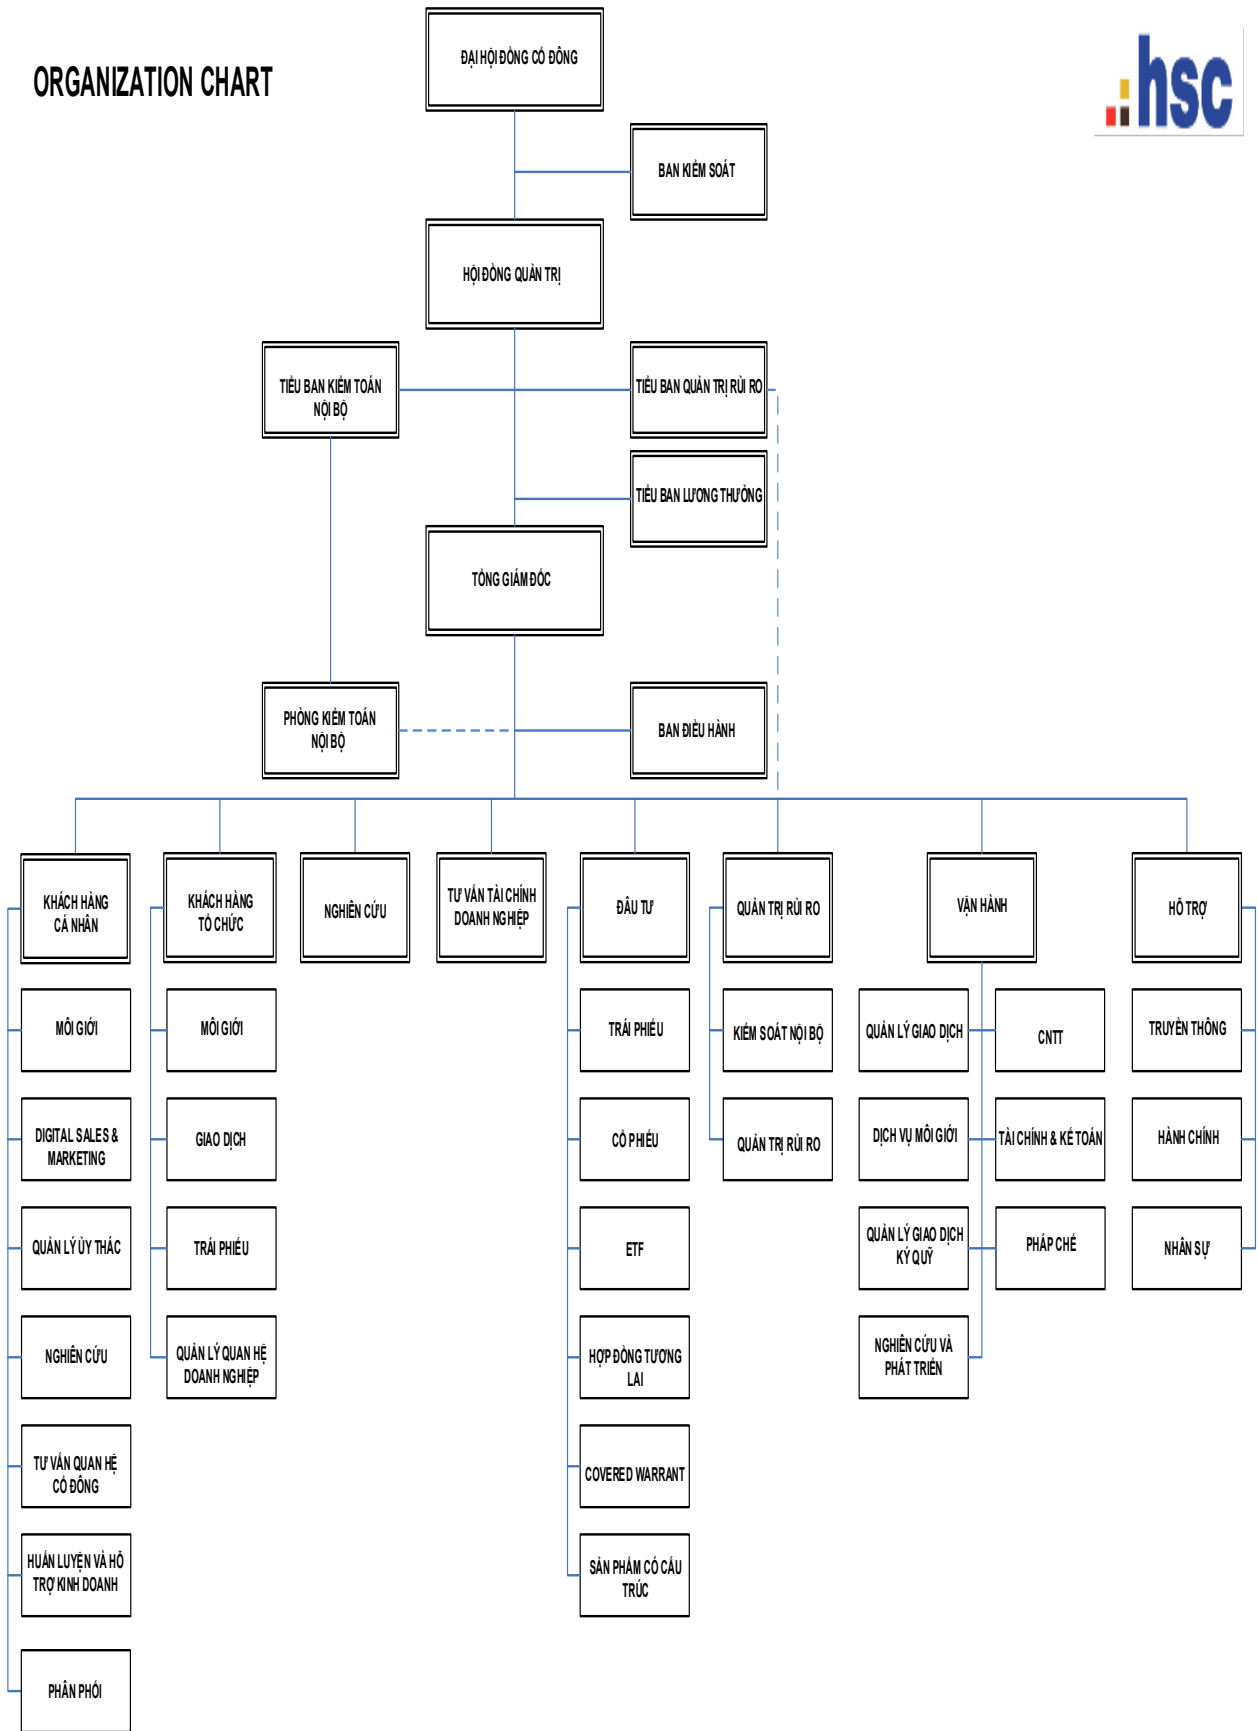 ĐẠI HỘI ĐỒNG CỔ ĐÔNG
ORGANIZATION CHART
hsc
BAN KIỂM SOÁT
HỘI ĐỒNG QUẢN TRỊ
TIỂU BAN KIỂM TOÁN
NỘI BỘ
TIỂU BAN QUẢN TRỊ RỦI RO
TIỂU BAN LƯƠNG THƯỞNG
TỔNG GIÁM ĐỐC
PHÒNG KIỂM TOÁN
NỘI BỘ
BAN ĐIỀU HÀNH
KHÁCH HÀNG
CÁ NHÂN
KHÁCH HÀNG
TỔ CHỨC
NGHIÊN CỨU
TƯ VẤN TÀI CHÍNH
DOANH NGHIỆP
ĐẦU TƯ
QUẢN TRỊ RỦI RO
VẬN HÀNH
HỖ TRỢ
MÔI GIỚI
MÔI GIỚI
TRÁI PHIẾU
KIỂM SOÁT NỘI BỘ
QUẢN LÝ GIAO DỊCH
CNTT
TRUYỀN THÔNG
DIGITAL SALES &
MARKETING
GIAO DỊCH
CỔ PHIẾU
QUẢN TRỊ RỦI RO
DỊCH VỤ MÔI GIỚI
TÀI CHÍNH & KẾ TOÁN
HÀNH CHÍNH
QUẢN LÝ ỦY THÁC
TRÁI PHIẾU
ETF
QUẢN LÝ GIAO DỊCH
KÝ QUỸ
PHÁP CHẾ
NHÂN SỰ
NGHIÊN CỨU
QUẢN LÝ QUAN HỆ
DOANH NGHIỆP
HỢP ĐỒNG TƯƠNG
LAI
NGHIÊN CỨU VÀ
PHÁT TRIỂN
TƯ VẤN QUAN HỆ
CỔ ĐÔNG
COVERED WARRANT
HUẤN LUYỆN VÀ HỖ
TRỢ KINH DOANH
SẢN PHẨM CÓ CẤU
TRÚC
PHÂN PHỐI